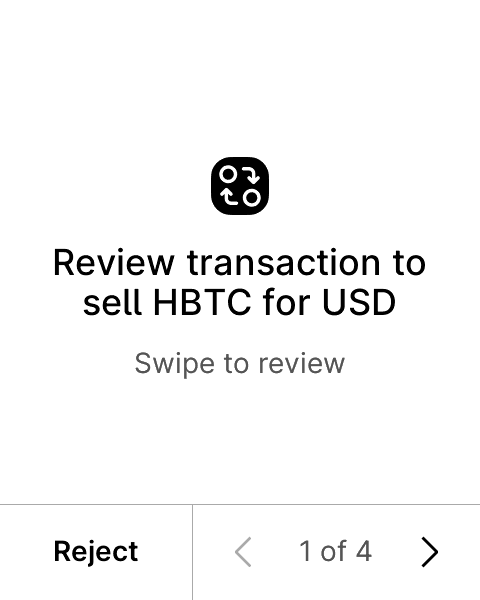 Review transaction to
sell HBTC for USD
Swipe to review
Reject
1 of 4